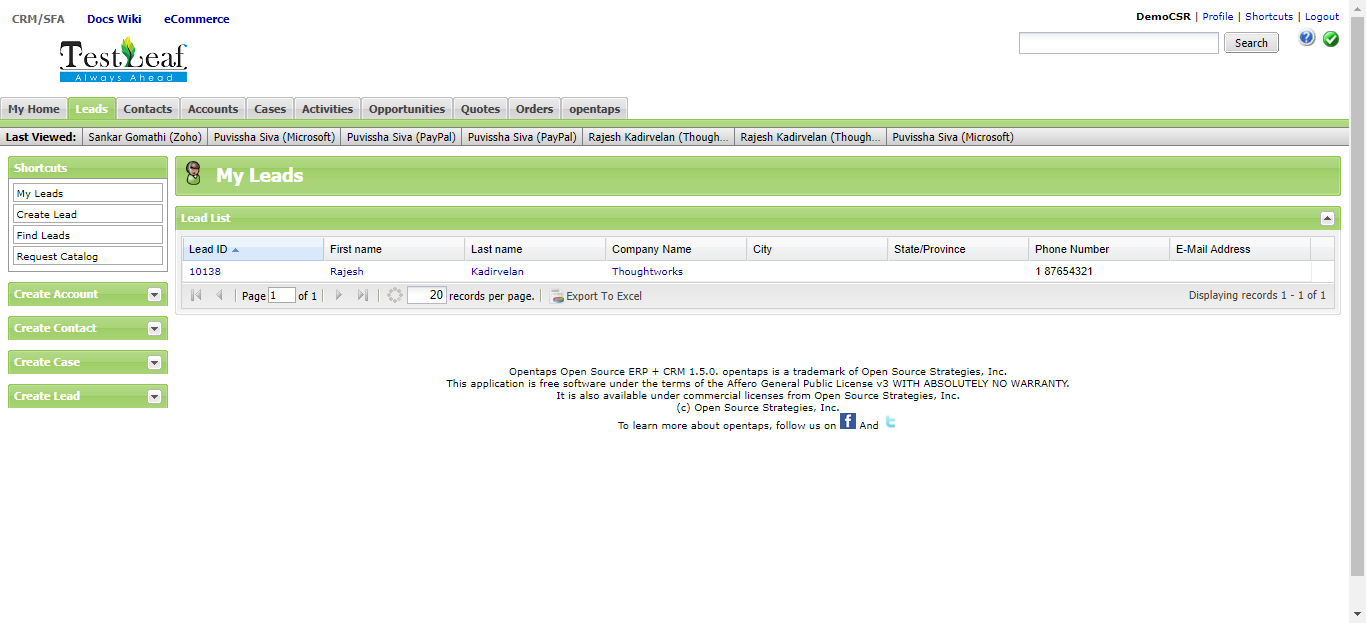 CRM/SFA Docs Wiki eCommerce
DemoCSR | Profile | Shortcuts | Logout
TestLeaf
Always Ahead
Search
My Home Leads Contacts Accounts Cases Activities Opportunities Quotes Orders opentaps
Last Viewed: Sankar Gomathi (Zoho) Puvissha Siva (Microsoft) Puvissha Siva (PayPal) Puvissha Siva (PayPal) Rajesh Kadirvelan (Though... Rajesh Kadirvelan (Though... Puvissha Siva (Microsoft)
Shortcuts
My Leads
Create Lead
Find Leads
Request Catalog
Create Account
Create Contact
Create Case
Create Lead
My Leads
Lead List
Lead ID First name Last name Company Name City State/Province Phone Number E-Mail Address
10138 Rajesh Kadirvelan Thoughtworks 1 87654321
Page 1 of 1 20 records per page. Export To Excel Displaying records 1 - 1 of 1
Opentaps Open Source ERP + CRM 1.5.0. opentaps is a trademark of Open Source Strategies, Inc.
This application is free software under the terms of the Affero General Public License v3 WITH ABSOLUTELY NO WARRANTY.
It is also available under commercial licenses from Open Source Strategies, Inc.
(c) Open Source Strategies, Inc.
To learn more about opentaps, follow us on f And t